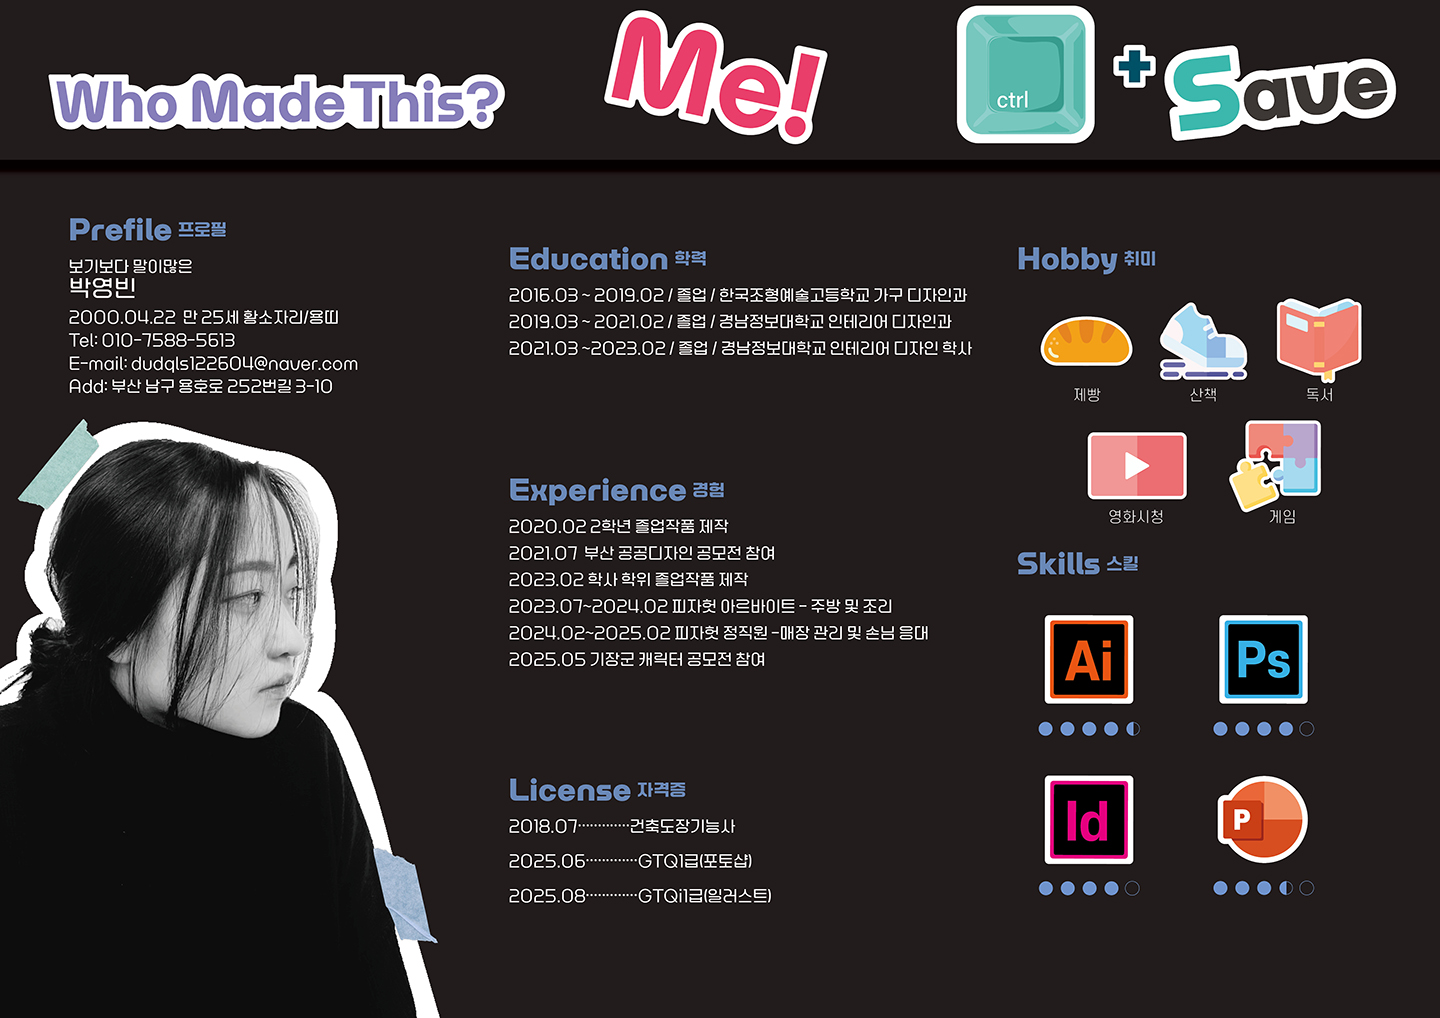 Who Made This?
Me!
ctrl
+
Save
Prefile 프로필
보기보다 말이많은
박영빈
2000.04.22 만 25세 황소자리/용띠
Tel: 010-7588-5613
E-mail: dudqls122604@naver.com
Add: 부산 남구 용호로 252번길 3-10
Education 학력
2016.03 ~ 2019.02 / 졸업 / 한국조형예술고등학교 가구 디자인과
2019.03 ~ 2021.02 / 졸업 / 경남정보대학교 인테리어 디자인과
2021.03 ~2023.02 / 졸업 / 경남정보대학교 인테리어 디자인 학사
Experience 경험
2020.02 2학년 졸업작품 제작
2021.07 부산 공공디자인 공모전 참여
2023.02 학사 학위 졸업작품 제작
2023.07~2024.02 피자헛 아르바이트 - 주방 및 조리
2024.02~2025.02 피자헛 정직원 -매장 관리 및 손님 응대
2025.05 기장군 캐릭터 공모전 참여
License 자격증
2018.07·············건축도장기능사
2025.06·············GTQ1급(포토샵)
2025.08·············GTQi1급(일러스트)
Hobby 취미
제빵 산책 독서
영화시청 게임
Skills 스킬
Ai Ps
Id P